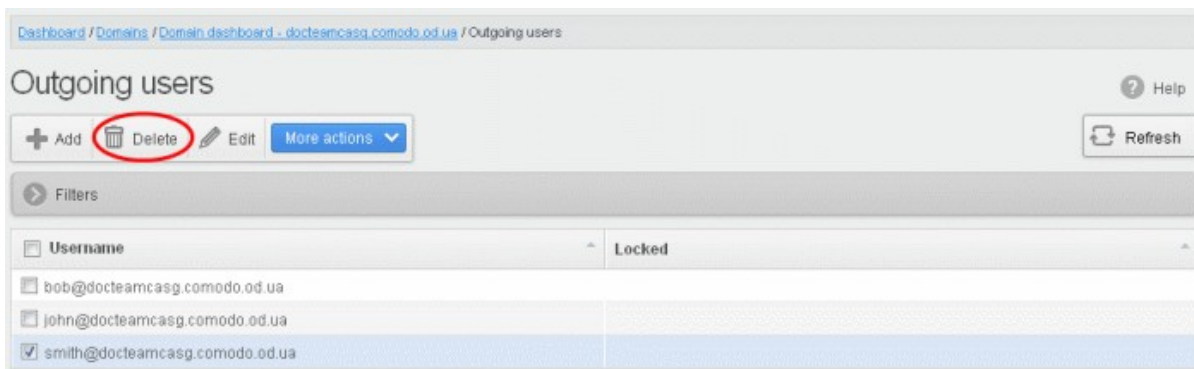 Dashboard / Domains / Domain dashboard - docteamcasg.comodo.od.ua / Outgoing users
Outgoing users
Help
Add Delete Edit More actions
Refresh
Filters
Username Locked
bob@docteamcasg.comodo.od.ua
john@docteamcasg.comodo.od.ua
smith@docteamcasg.comodo.od.ua